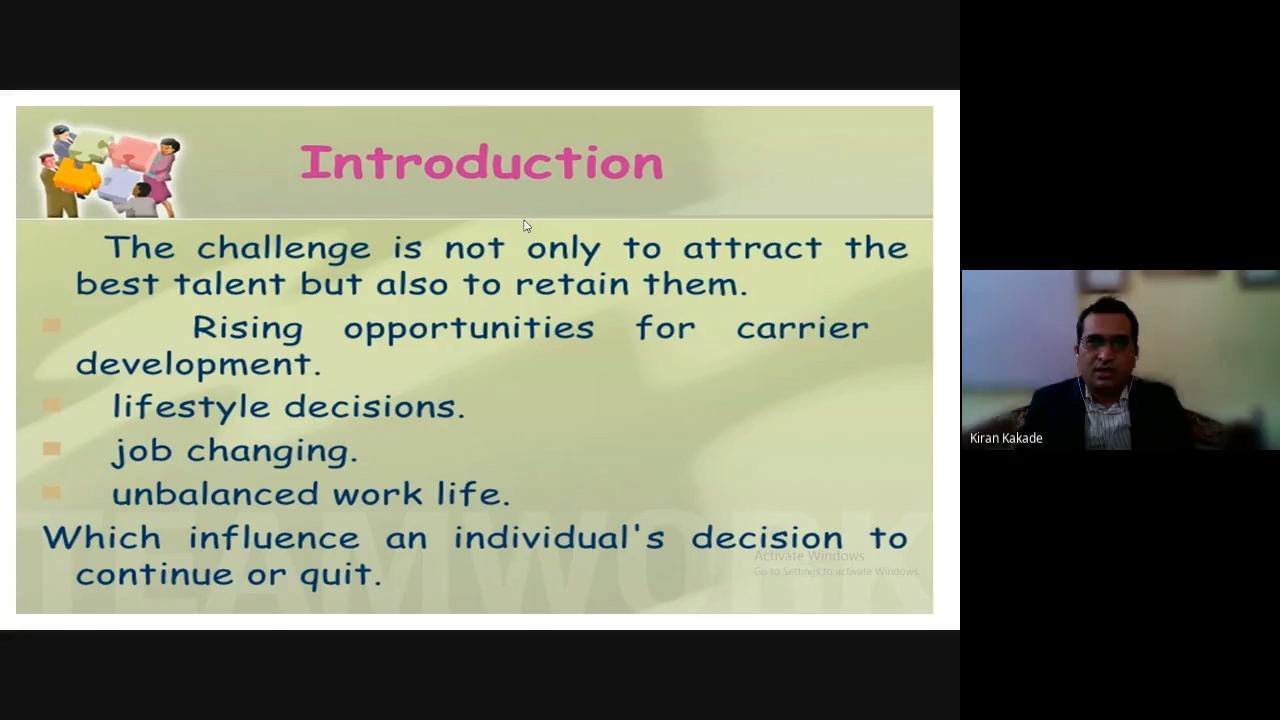 Introduction
The challenge is not only to attract the
best talent but also to retain them.
Rising opportunities for carrier
development.
lifestyle decisions.
job changing.
unbalanced work life.
Which influence an individual's decision to
continue or quit.
TEAMWORK
Activate Windows
Go to Settings to activate Windows.
Kiran Kakade